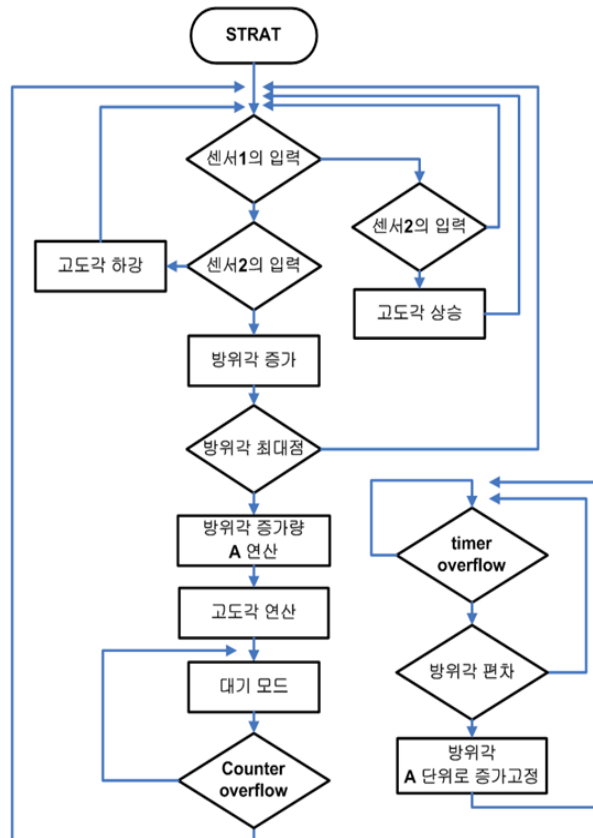 STRAT
센서1의 입력
센서2의 입력
고도각 하강
센서2의 입력
고도각 상승
방위각 증가
방위각 최대점
방위각 증가량
A 연산
고도각 연산
대기 모드
Counter
overflow
timer
overflow
방위각 편차
방위각
A 단위로 증가고정